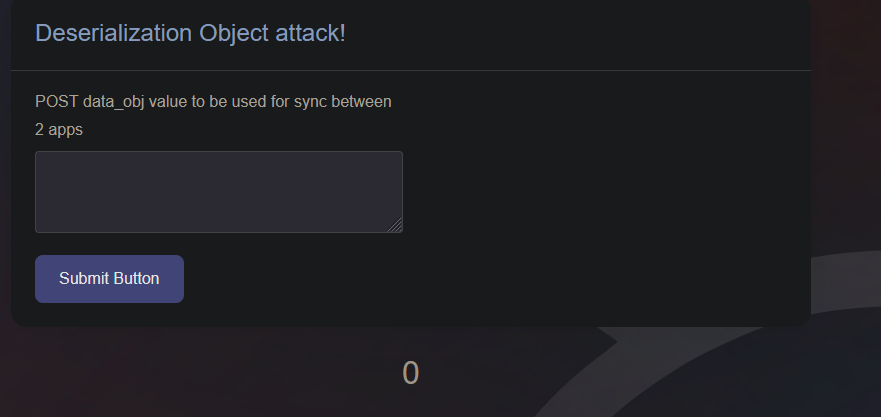 Deserialization Object attack!
POST data_obj value to be used for sync between
2 apps
Submit Button
0